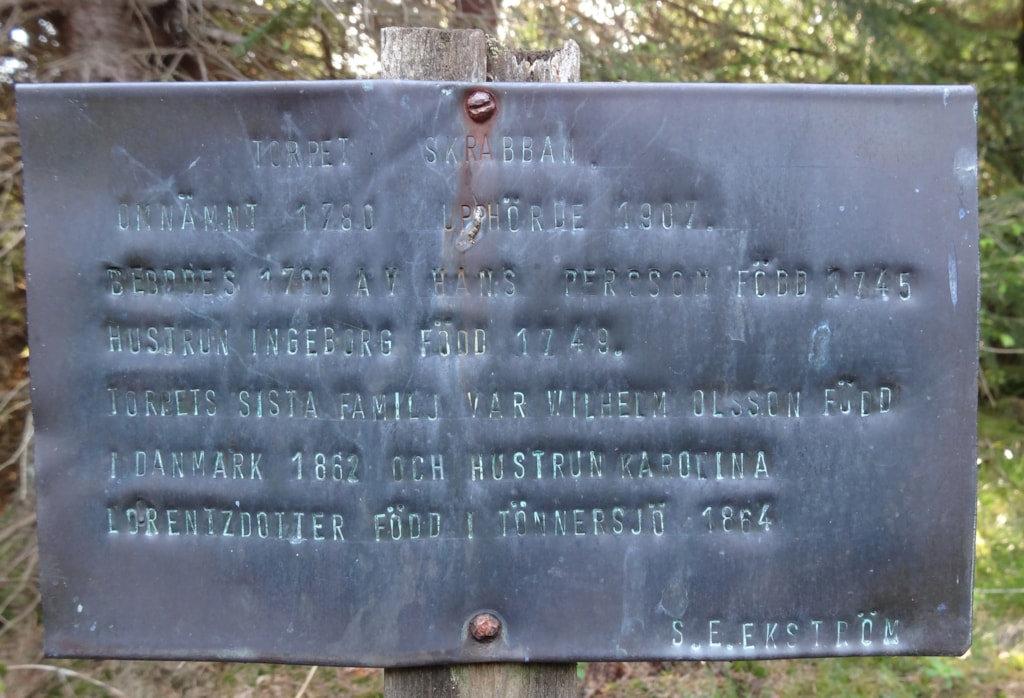 TORPET SKRABBAN.
OMNÄMNT 1780 UPPHÖRDE 1907.
BEBODDES 1790 AV HANS PERSSON FÖDD 1745
HUSTRUN INGEBORG FÖDD 1749.
TORPETS SISTA FAMILJ VAR WILHELM OLSSON FÖDD
I DANMARK 1862 OCH HUSTRUN KAROLINA
LORENTZDOTTER FÖDD I TÖNNERSJÖ 1864
S.E.EKSTRÖM